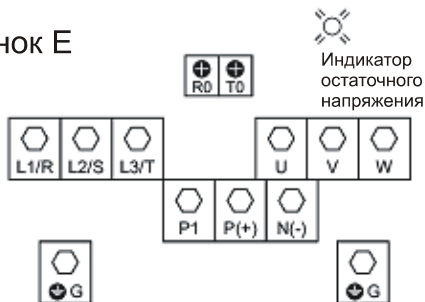 нок Е
Индикатор
остаточного
напряжения
R0 T0
L1/R L2/S L3/T U V W
P1 P(+) N(-)
G G